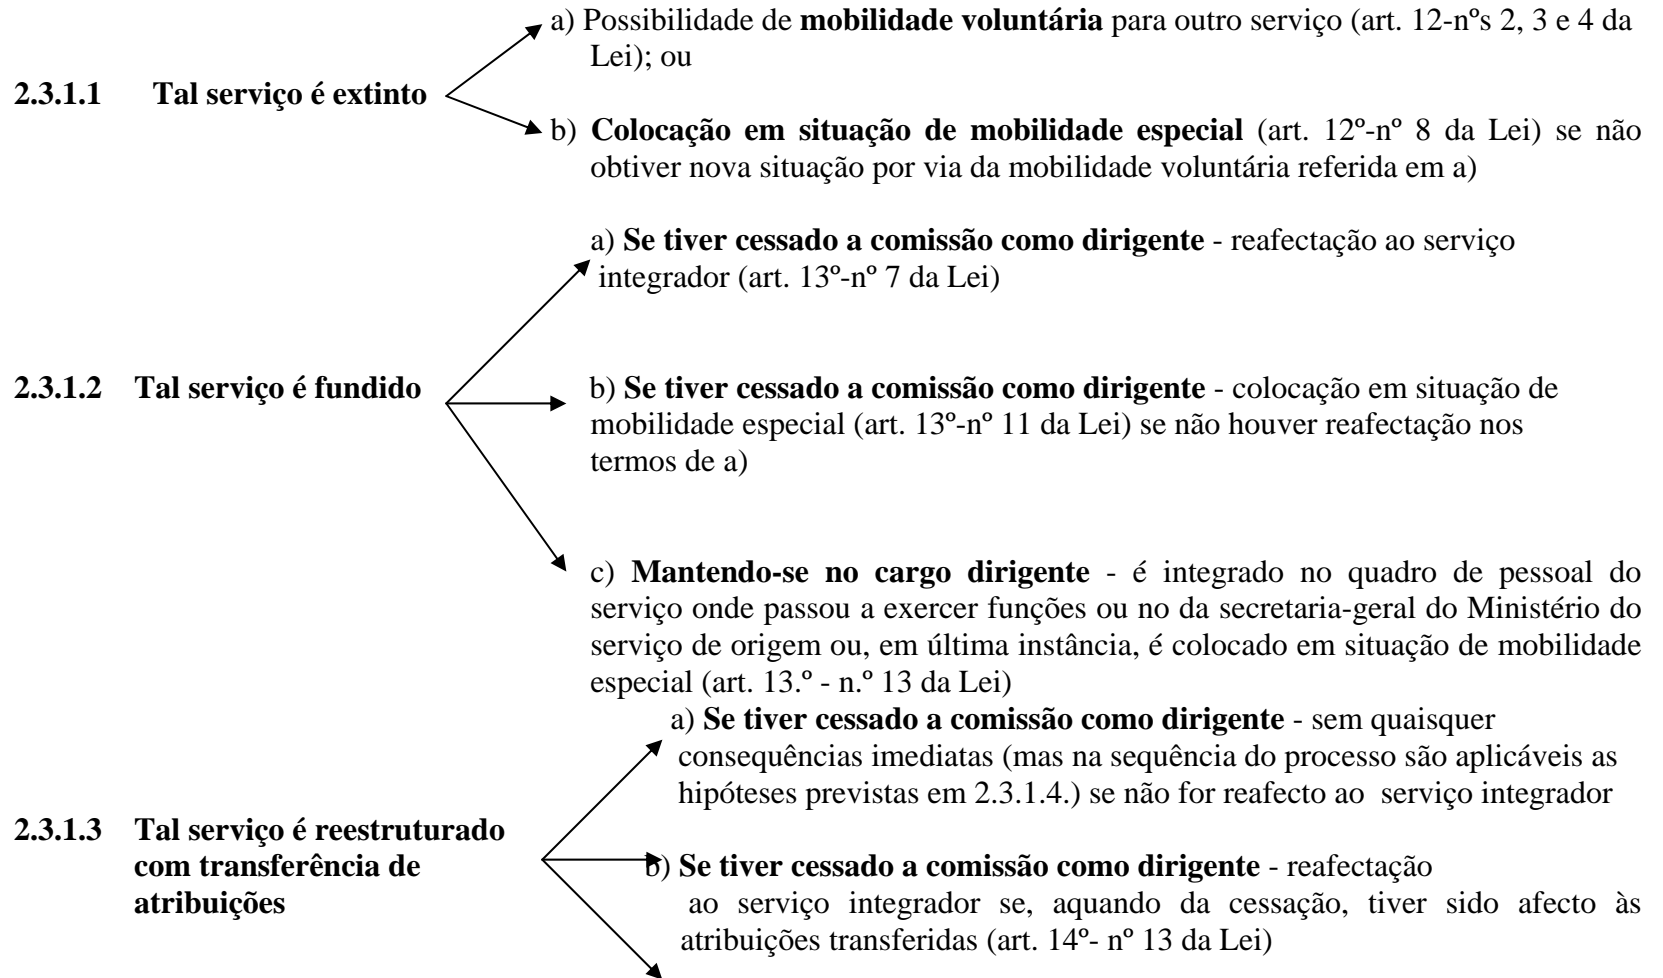 a) Possibilidade de mobilidade voluntária para outro serviço (art. 12-nºs 2, 3 e 4 da
Lei); ou
2.3.1.1 Tal serviço é extinto
b) Colocação em situação de mobilidade especial (art. 12º-nº 8 da Lei) se não
obtiver nova situação por via da mobilidade voluntária referida em a)
a) Se tiver cessado a comissão como dirigente - reafectação ao serviço
integrador (art. 13º-nº 7 da Lei)
2.3.1.2 Tal serviço é fundido
b) Se tiver cessado a comissão como dirigente - colocação em situação de
mobilidade especial (art. 13º-nº 11 da Lei) se não houver reafectação nos
termos de a)
c) Mantendo-se no cargo dirigente - é integrado no quadro de pessoal do
serviço onde passou a exercer funções ou no da secretaria-geral do Ministério do
serviço de origem ou, em última instância, é colocado em situação de mobilidade
especial (art. 13.º - n.º 13 da Lei)
a) Se tiver cessado a comissão como dirigente - sem quaisquer
consequências imediatas (mas na sequência do processo são aplicáveis as
hipóteses previstas em 2.3.1.4.) se não for reafecto ao serviço integrador
2.3.1.3 Tal serviço é reestruturado
com transferência de
atribuições
b) Se tiver cessado a comissão como dirigente - reafectação
ao serviço integrador se, aquando da cessação, tiver sido afecto às
atribuições transferidas (art. 14º- nº 13 da Lei)